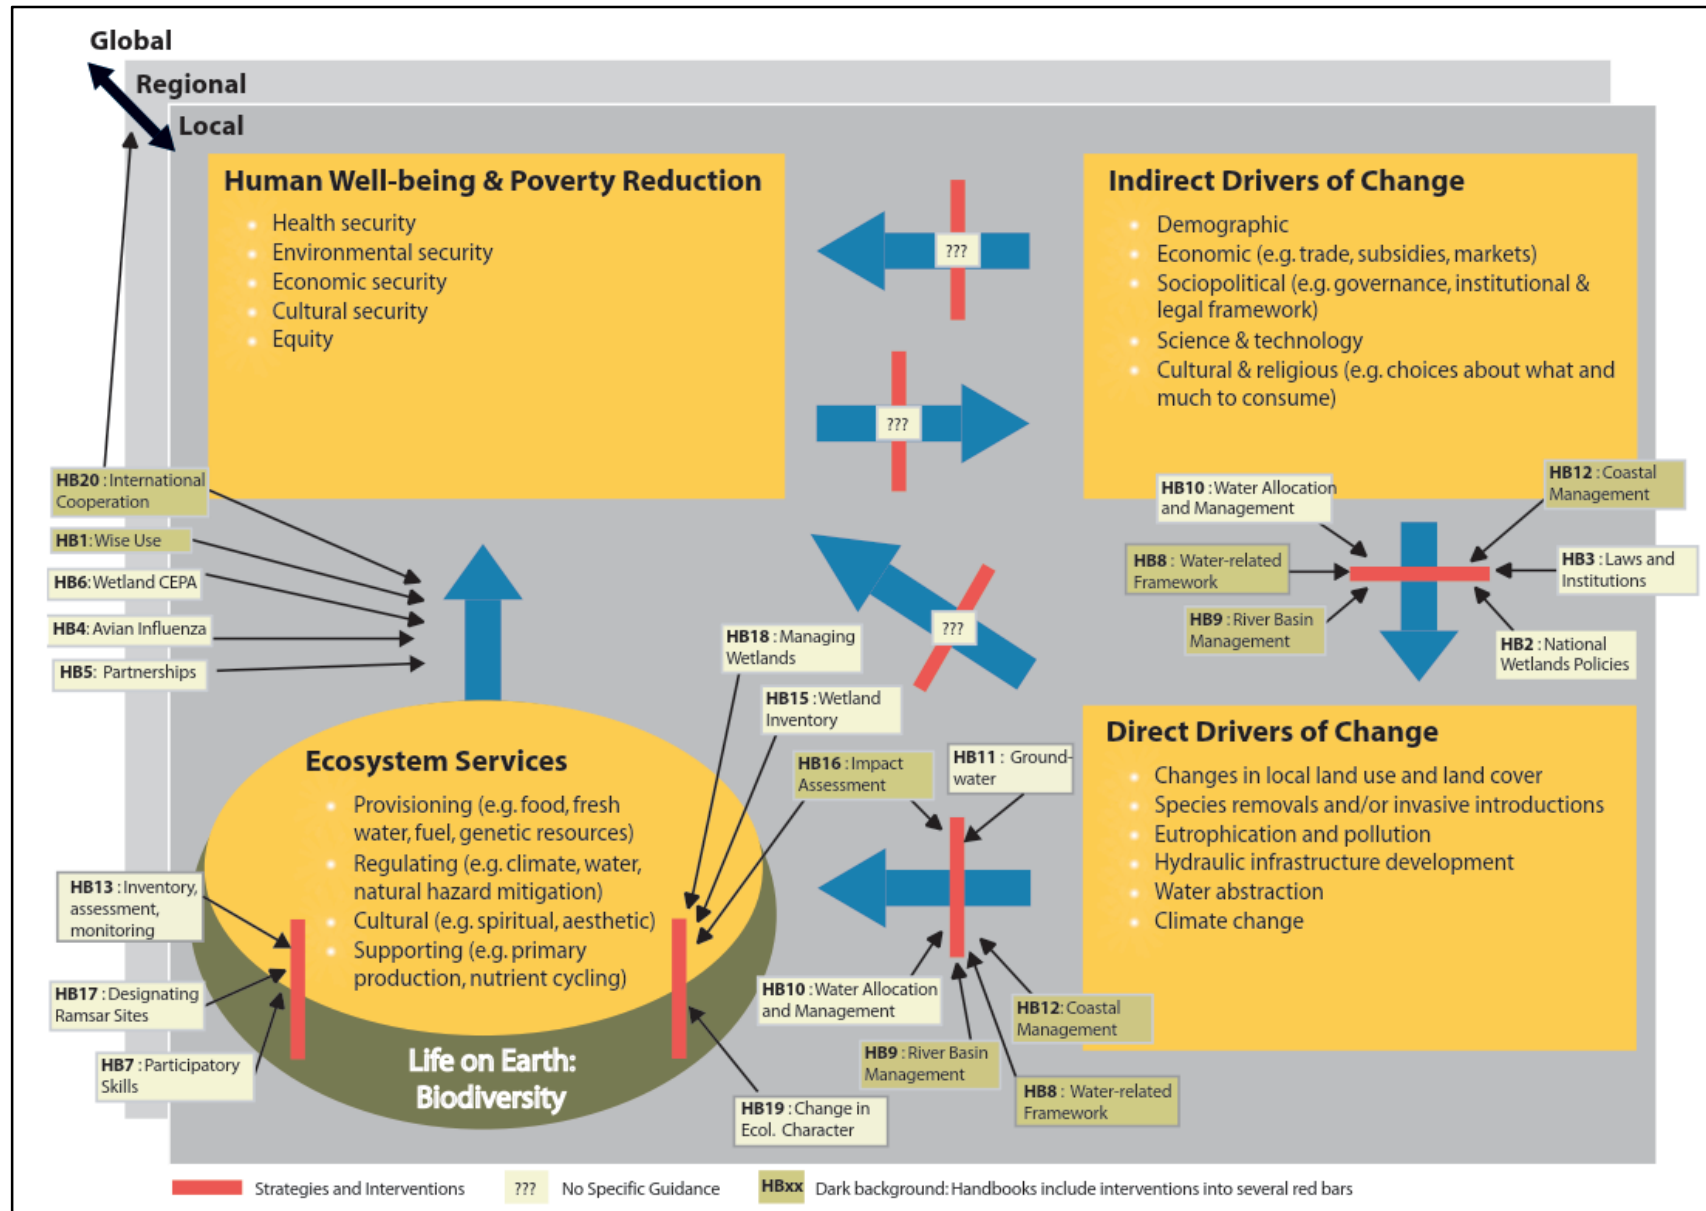 Global
Regional
Local
Human Well-being & Poverty Reduction
Health security
Environmental security
Economic security
Cultural security
Equity
???
???
Indirect Drivers of Change
Demographic
Economic (e.g. trade, subsidies, markets)
Sociopolitical (e.g. governance, institutional &
legal framework)
Science & technology
Cultural & religious (e.g. choices about what and
much to consume)
HB20 : International
Cooperation
HB1: Wise Use
HB6: Wetland CEPA
HB4: Avian Influenza
HB5: Partnerships
HB10 : Water Allocation
and Management
HB12 : Coastal
Management
HB8 : Water-related
Framework
HB3 : Laws and
Institutions
HB9 : River Basin
Management
HB2 : National
Wetlands Policies
???
HB18 : Managing
Wetlands
HB15 : Wetland
Inventory
HB16 : Impact
Assessment
HB11 : Ground-
water
Ecosystem Services
Provisioning (e.g. food, fresh
water, fuel, genetic resources)
Regulating (e.g. climate, water,
natural hazard mitigation)
Cultural (e.g. spiritual, aesthetic)
Supporting (e.g. primary
production, nutrient cycling)
Life on Earth:
Biodiversity
Direct Drivers of Change
Changes in local land use and land cover
Species removals and/or invasive introductions
Eutrophication and pollution
Hydraulic infrastructure development
Water abstraction
Climate change
HB13 : Inventory,
assessment,
monitoring
HB17 : Designating
Ramsar Sites
HB7 : Participatory
Skills
HB10 : Water Allocation
and Management
HB12: Coastal
Management
HB9 : River Basin
Management
HB8 : Water-related
Framework
HB19 : Change in
Ecol. Character
Strategies and Interventions
??? No Specific Guidance
HBxx Dark background: Handbooks include interventions into several red bars